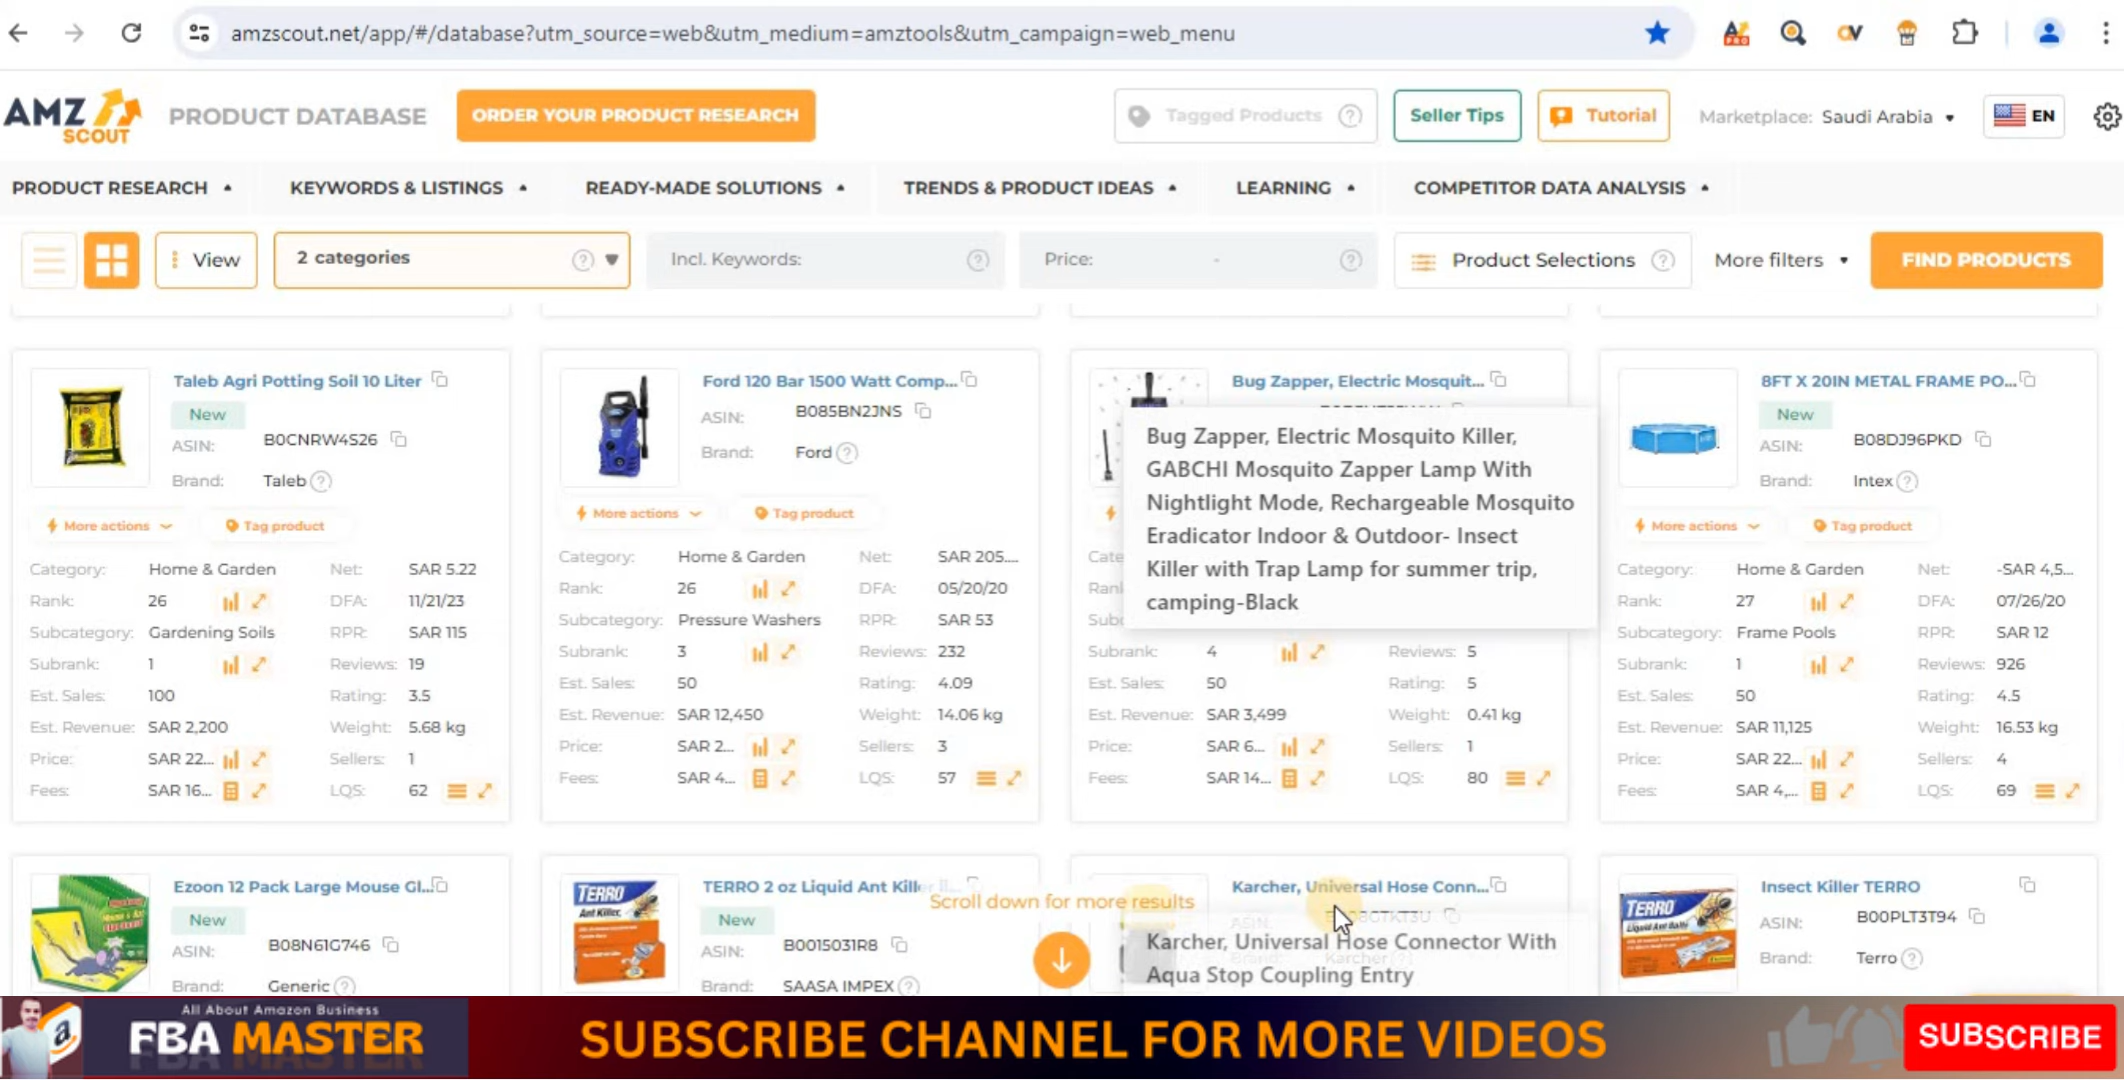 amzscout.net/app/#/database?utm_source=web&utm_medium=amztools&utm_campaign=web_menu
AMZ SCOUT
PRODUCT DATABASE
ORDER YOUR PRODUCT RESEARCH
Tagged Products
Seller Tips
Tutorial
Marketplace: Saudi Arabia
EN
PRODUCT RESEARCH
KEYWORDS & LISTINGS
READY-MADE SOLUTIONS
TRENDS & PRODUCT IDEAS
LEARNING
COMPETITOR DATA ANALYSIS
View
2 categories
Incl. Keywords:
Price: -
Product Selections
More filters
FIND PRODUCTS
Taleb Agri Potting Soil 10 Liter
New
ASIN: B0CNRW4S26
Brand: Taleb
More actions
Tag product
Category: Home & Garden Net: SAR 5.22
Rank: 26 DFA: 11/21/23
Subcategory: Gardening Soils RPR: SAR 115
Subrank: 1 Reviews: 19
Est. Sales: 100 Rating: 3.5
Est. Revenue: SAR 2,200 Weight: 5.68 kg
Price: SAR 22... Sellers: 1
Fees: SAR 16... LQS: 62
Ford 120 Bar 1500 Watt Comp...
ASIN: B085BN2JNS
Brand: Ford
More actions
Tag product
Category: Home & Garden Net: SAR 205....
Rank: 26 DFA: 05/20/20
Subcategory: Pressure Washers RPR: SAR 53
Subrank: 3 Reviews: 232
Est. Sales: 50 Rating: 4.09
Est. Revenue: SAR 12,450 Weight: 14.06 kg
Price: SAR 2... Sellers: 3
Fees: SAR 4... LQS: 57
Bug Zapper, Electric Mosquit...
Bug Zapper, Electric Mosquito Killer,
GABCHI Mosquito Zapper Lamp With
Nightlight Mode, Rechargeable Mosquito
Eradicator Indoor & Outdoor- Insect
Killer with Trap Lamp for summer trip,
camping-Black
Subrank: 4 Reviews: 5
Est. Sales: 50 Rating: 5
Est. Revenue: SAR 3,499 Weight: 0.41 kg
Price: SAR 6... Sellers: 1
Fees: SAR 14... LQS: 80
8FT X 20IN METAL FRAME PO...
New
ASIN: B08DJ96PKD
Brand: Intex
More actions
Tag product
Category: Home & Garden Net: -SAR 4,5...
Rank: 27 DFA: 07/26/20
Subcategory: Frame Pools RPR: SAR 12
Subrank: 1 Reviews: 926
Est. Sales: 50 Rating: 4.5
Est. Revenue: SAR 11,125 Weight: 16.53 kg
Price: SAR 22... Sellers: 4
Fees: SAR 4,... LQS: 69
Ezoon 12 Pack Large Mouse Gl...
New
ASIN: B08N61G746
Brand: Generic
TERRO
Ant Killer
TERRO 2 oz Liquid Ant Killer
New
ASIN: B0015031R8
Brand: SAASA IMPEX
Scroll down for more results
Karcher, Universal Hose Conn...
ASIN:
Brand: Karcher
Karcher, Universal Hose Connector With
Aqua Stop Coupling Entry
TERRO
Liquid Ant Baits
Insect Killer TERRO
ASIN: B00PLT3T94
Brand: Terro
All About Amazon Business
FBA MASTER
SUBSCRIBE CHANNEL FOR MORE VIDEOS
SUBSCRIBE